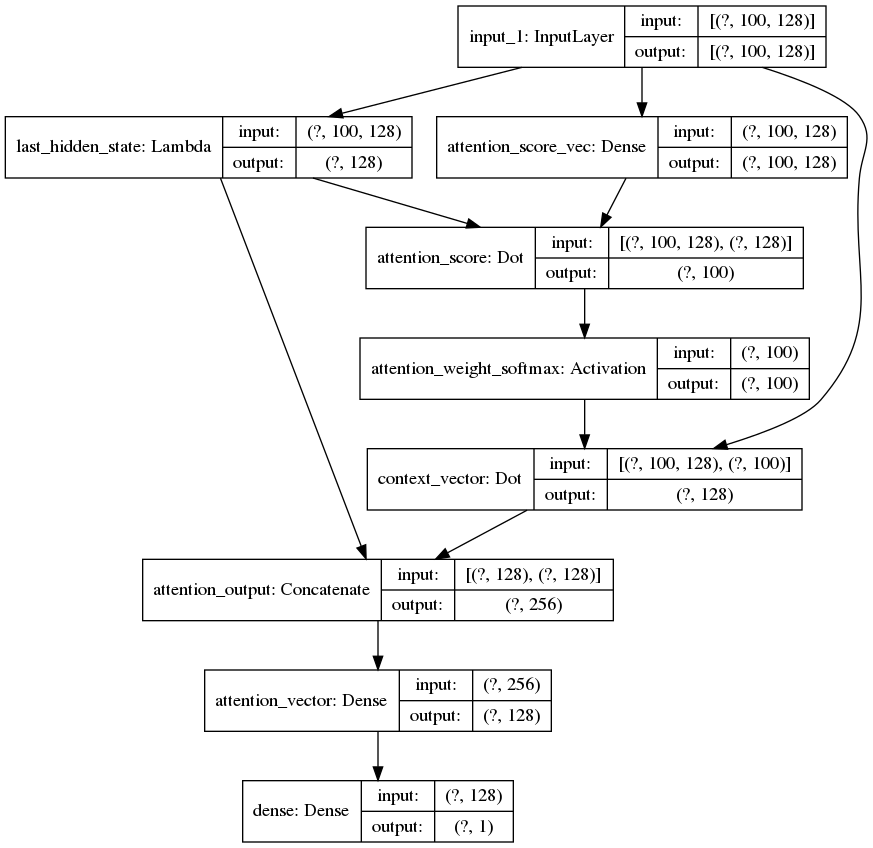 input_1: InputLayer
input:
[(?, 100, 128)]
output:
[(?, 100, 128)]
last_hidden_state: Lambda
input:
(?, 100, 128)
output:
(?, 128)
attention_score_vec: Dense
input:
(?, 100, 128)
output:
(?, 100, 128)
attention_score: Dot
input:
[(?, 100, 128), (?, 128)]
output:
(?, 100)
attention_weight_softmax: Activation
input:
(?, 100)
output:
(?, 100)
context_vector: Dot
input:
[(?, 100, 128), (?, 100)]
output:
(?, 128)
attention_output: Concatenate
input:
[(?, 128), (?, 128)]
output:
(?, 256)
attention_vector: Dense
input:
(?, 256)
output:
(?, 128)
dense: Dense
input:
(?, 128)
output:
(?, 1)